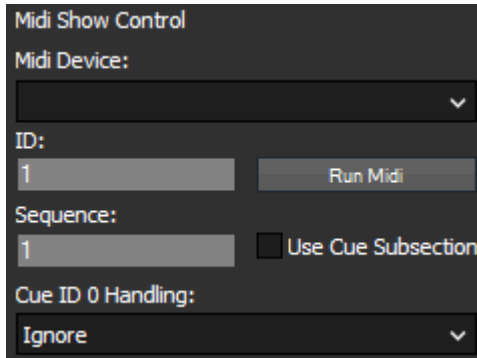 Midi Show Control
Midi Device:
ID:
1
Run Midi
Sequence:
1
Use Cue Subsection
Cue ID 0 Handling:
Ignore